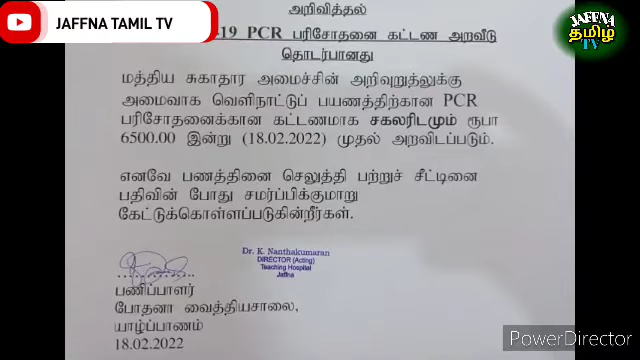 JAFFNA TAMIL TV
JAFFNA
தமிழ்
TV
அறிவித்தல்
-19 PCR பரிசோதனை கட்டண அறவீடு
தொடர்பானது
மத்திய சுகாதார அமைச்சின் அறிவுறுத்லுக்கு
அமைவாக வெளிநாட்டுப் பயணத்திற்கான PCR
பரிசோதனைக்கான கட்டணமாக சகலரிடமும் ரூபா
6500.00 இன்று (18.02.2022) முதல் அறவிடப்படும்.
எனவே பணத்தினை செலுத்தி பற்றுச் சீட்டினை
பதிவின் போது சமர்ப்பிக்குமாறு
கேட்டுக்கொள்ளப்படுகின்றீர்கள்.
Dr. K. Nanthakumaran
DIRECTOR (Acting)
Teaching Hospital
Jaffna
பணிப்பாளர்
போதனா வைத்தியசாலை,
யாழ்ப்பாணம்
18.02.2022
PowerDirector